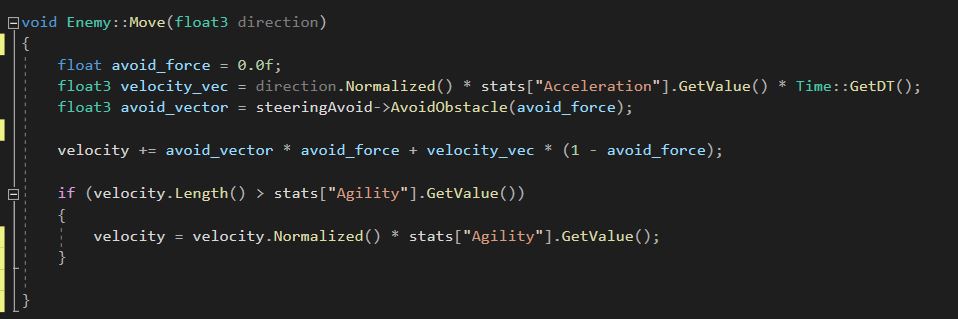 void Enemy::Move(float3 direction)
{
    float avoid_force = 0.0f;
    float3 velocity_vec = direction.Normalized() * stats["Acceleration"].GetValue() * Time::GetDT();
    float3 avoid_vector = steeringAvoid->AvoidObstacle(avoid_force);

    velocity += avoid_vector * avoid_force + velocity_vec * (1 - avoid_force);

    if (velocity.Length() > stats["Agility"].GetValue())
    {
        velocity = velocity.Normalized() * stats["Agility"].GetValue();
    }

}